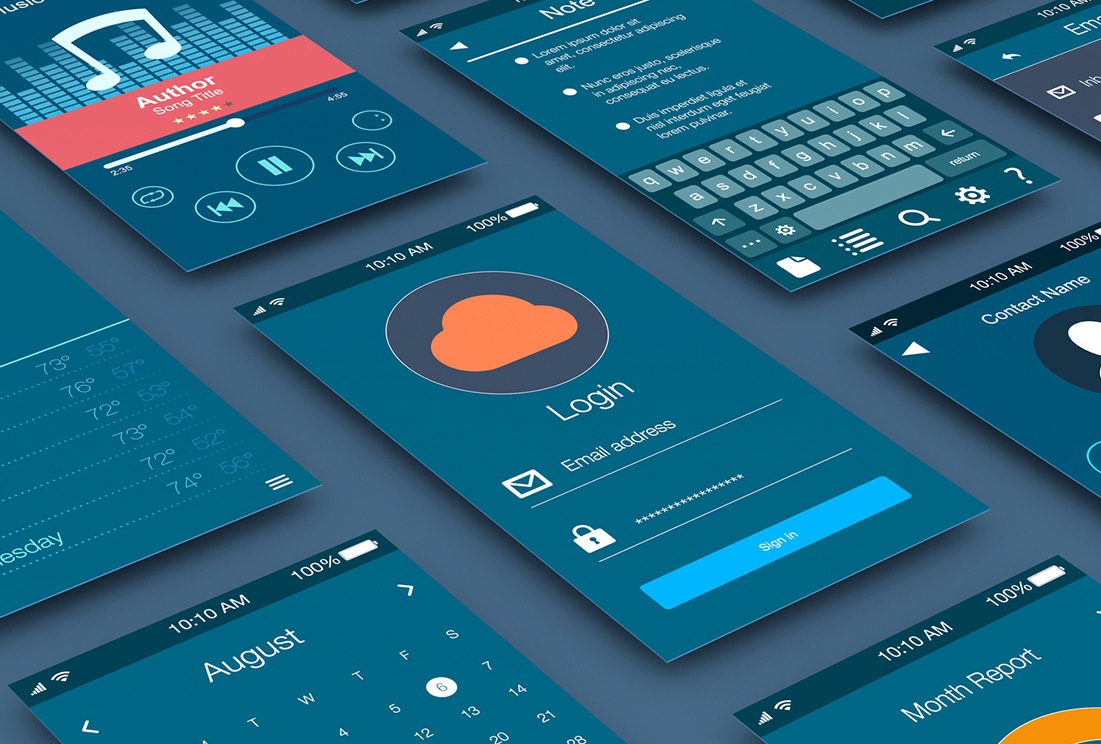 Music
Author
Song Title
2:35
4:55
Note
Lorem ipsum dolor sit
amet, consectetur adipiscing
elit.
Nunc eros justo, scelerisque
in adipiscing nec,
consequat eu lectus.
Duis imperdiet ligula et
nisl interdum eget feugiat
lorem pulvinar.
q w e r t y u i o p
a s d f g h j k l
z x c v b n m
... return
?
10:10 AM
Inb
73° 55°
76° 57°
72° 53°
73° 54°
72° 52°
74° 56°
esday
10:10 AM 100%
Login
Email address
*****************
Sign in
10:10 AM 100%
Contact Name
10:10 AM 100%
August
T W T F S
4 5 6 7
12 13 14
21
28
10:10 AM 100%
Month Report